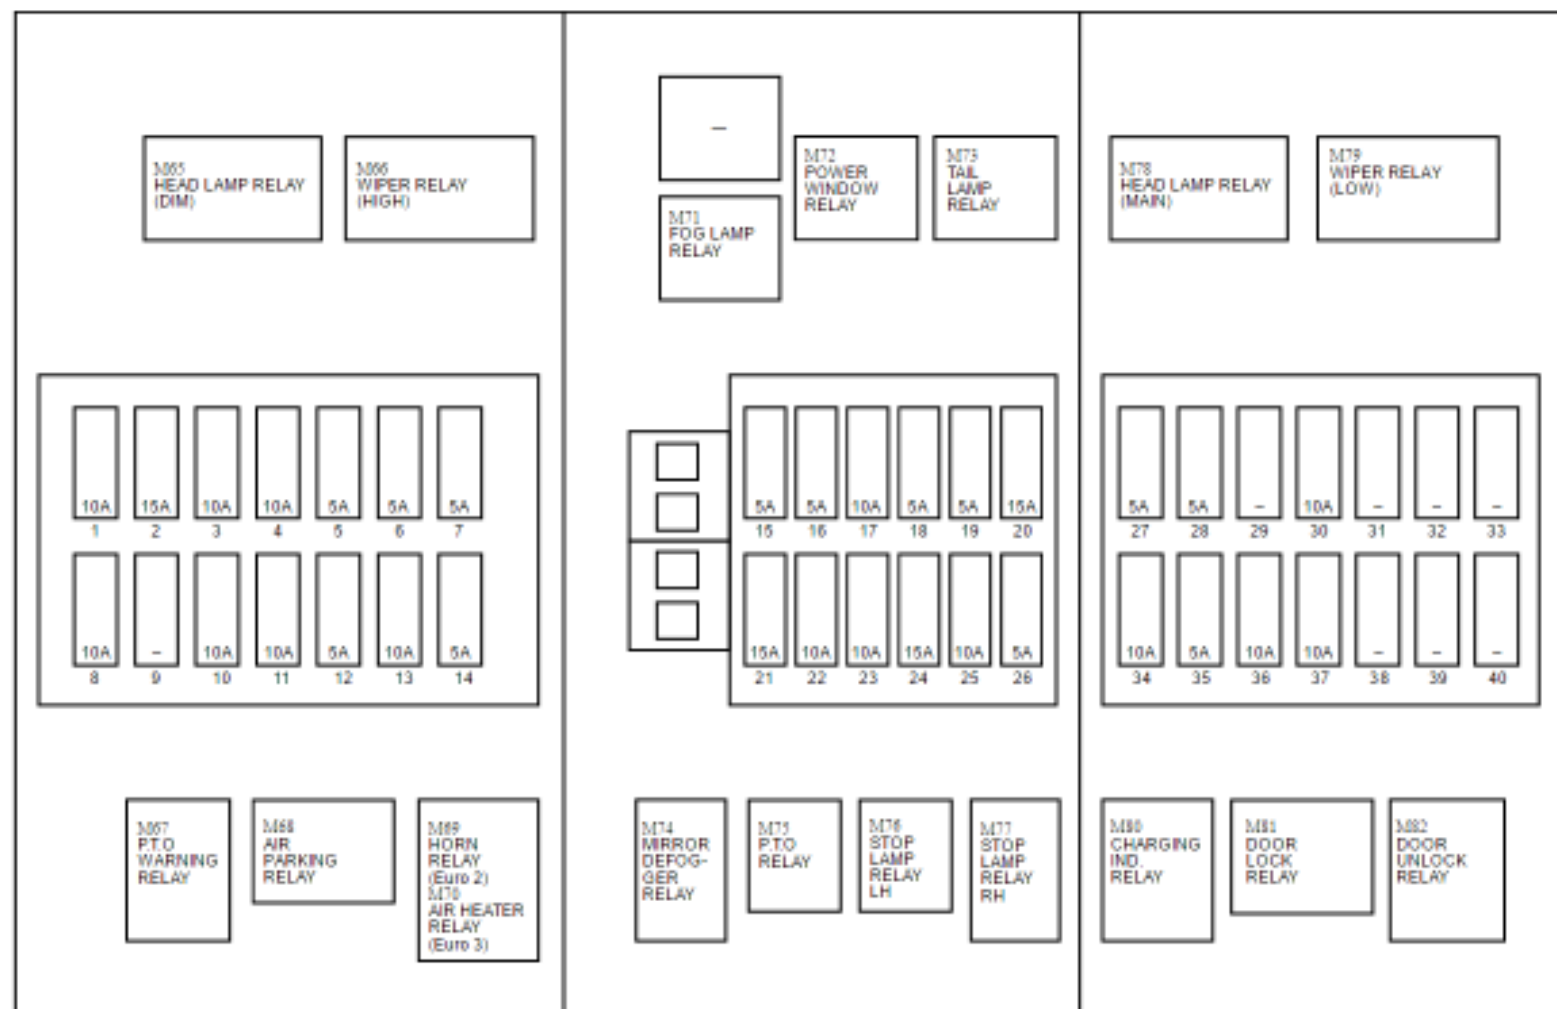 M65
HEAD LAMP RELAY
(DIM)
M66
WIPER RELAY
(HIGH)
–
M71
FOG LAMP
RELAY
M72
POWER
WINDOW
RELAY
M73
TAIL
LAMP
RELAY
M78
HEAD LAMP RELAY
(MAIN)
M79
WIPER RELAY
(LOW)
10A 15A 10A 10A 5A 5A 5A
1 2 3 4 5 6 7
10A – 10A 10A 5A 10A 5A
8 9 10 11 12 13 14
5A 5A 10A 5A 5A 15A
15 16 17 18 19 20
15A 10A 10A 15A 10A 5A
21 22 23 24 25 26
5A 5A – 10A – – –
27 28 29 30 31 32 33
10A 5A 10A 10A – – –
34 35 36 37 38 39 40
M67
P.T.O
WARNING
RELAY
M68
AIR
PARKING
RELAY
M69
HORN
RELAY
(Euro 2)
M70
AIR HEATER
RELAY
(Euro 3)
M74
MIRROR
DEFOG-
GER
RELAY
M75
P.T.O
RELAY
M76
STOP
LAMP
RELAY
LH
M77
STOP
LAMP
RELAY
RH
M80
CHARGING
IND.
RELAY
M81
DOOR
LOCK
RELAY
M82
DOOR
UNLOCK
RELAY